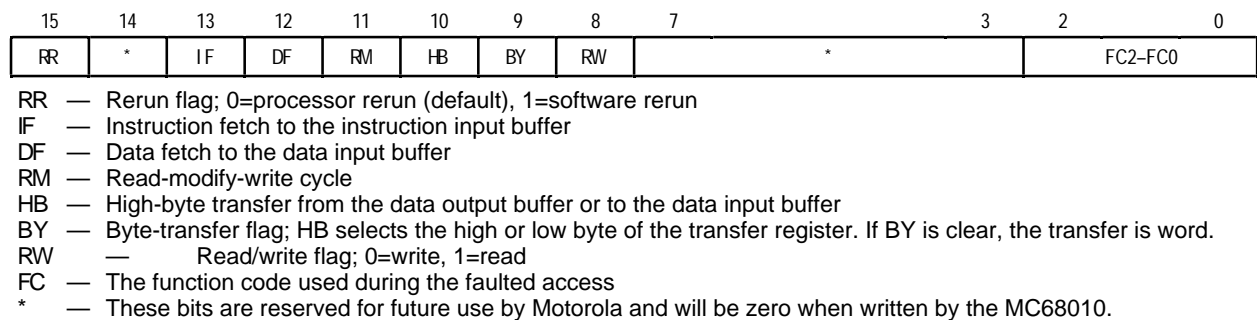 15 14 13 12 11 10 9 8 7 3 2 0
RR * IF DF RM HB BY RW * FC2–FC0
RR — Rerun flag; 0=processor rerun (default), 1=software rerun
IF — Instruction fetch to the instruction input buffer
DF — Data fetch to the data input buffer
RM — Read-modify-write cycle
HB — High-byte transfer from the data output buffer or to the data input buffer
BY — Byte-transfer flag; HB selects the high or low byte of the transfer register. If BY is clear, the transfer is word.
RW — Read/write flag; 0=write, 1=read
FC — The function code used during the faulted access
* — These bits are reserved for future use by Motorola and will be zero when written by the MC68010.